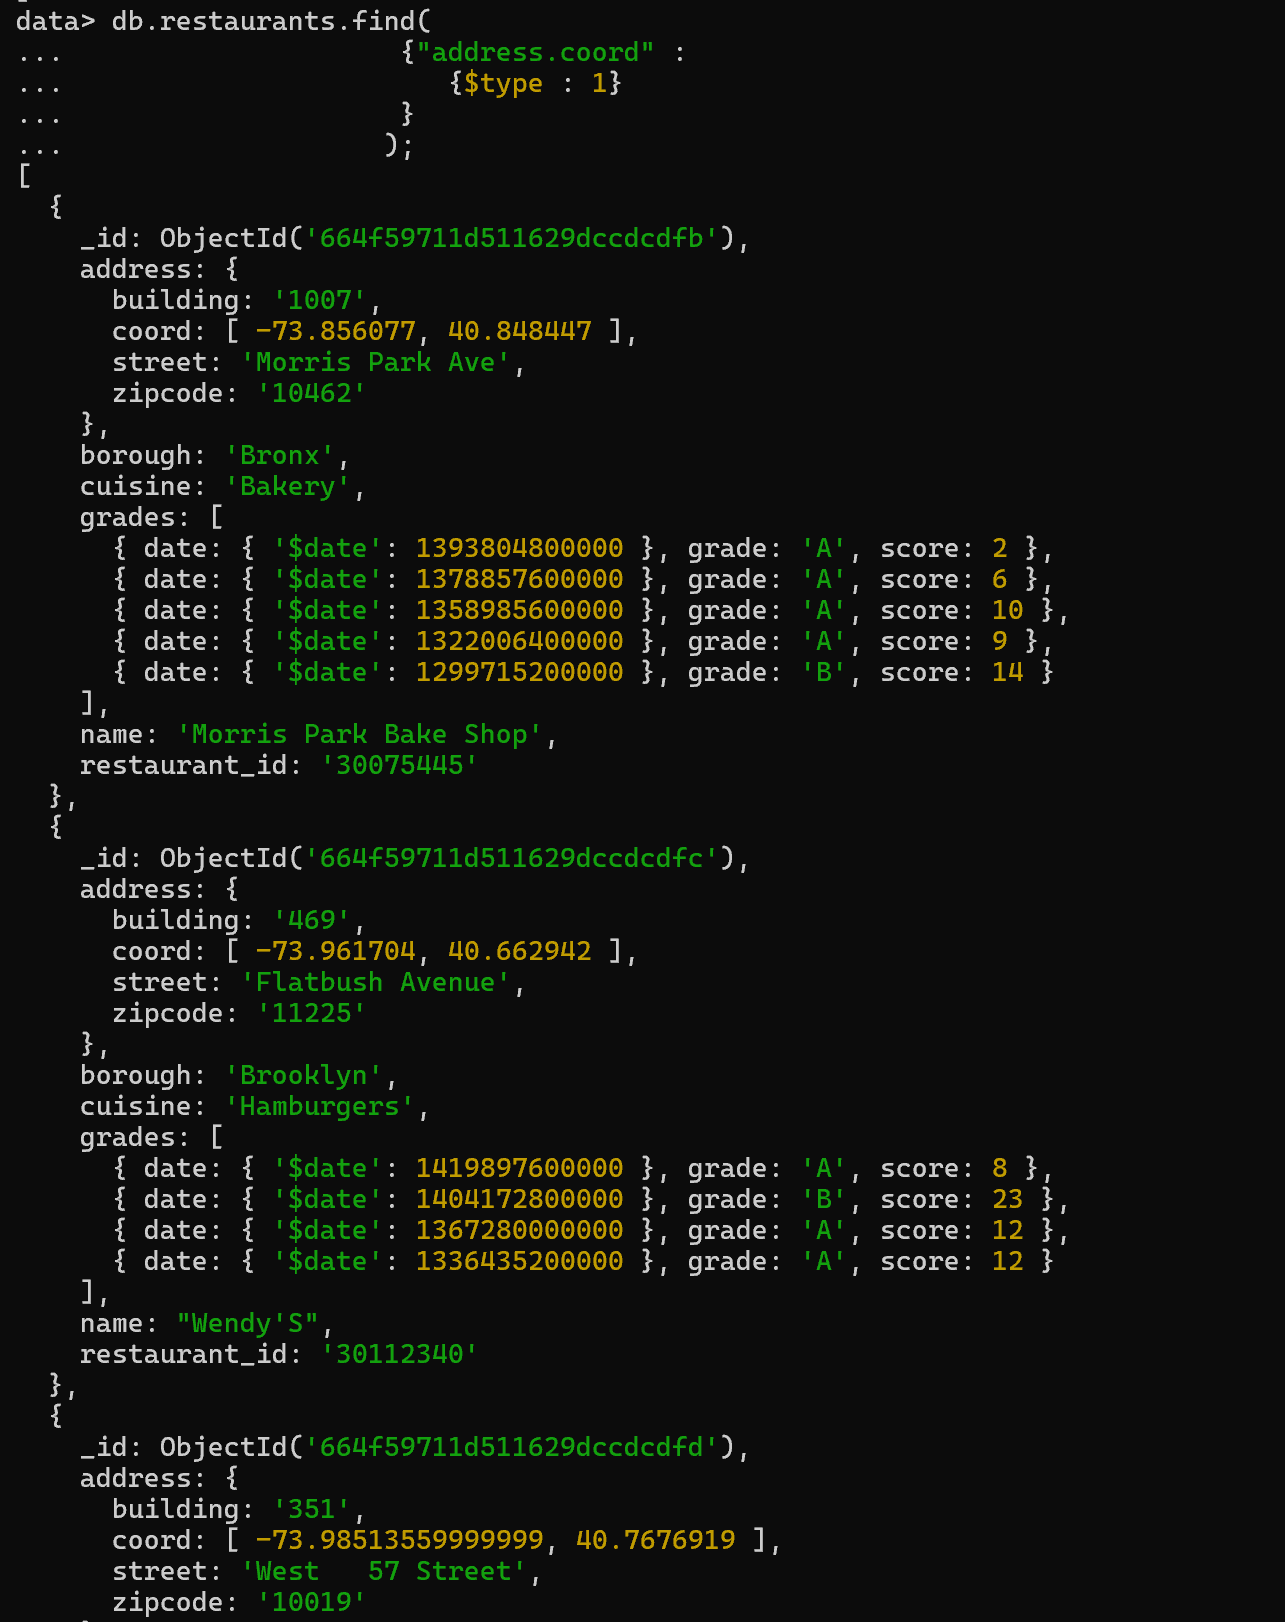 data> db.restaurants.find(
...                     {"address.coord" :
...                        {$type : 1}
...                     }
...                    );
[
  {
    _id: ObjectId('664f59711d511629dccdcdfb'),
    address: {
      building: '1007',
      coord: [ -73.856077, 40.848447 ],
      street: 'Morris Park Ave',
      zipcode: '10462'
    },
    borough: 'Bronx',
    cuisine: 'Bakery',
    grades: [
      { date: { '$date': 1393804800000 }, grade: 'A', score: 2 },
      { date: { '$date': 1378857600000 }, grade: 'A', score: 6 },
      { date: { '$date': 1358985600000 }, grade: 'A', score: 10 },
      { date: { '$date': 1322006400000 }, grade: 'A', score: 9 },
      { date: { '$date': 1299715200000 }, grade: 'B', score: 14 }
    ],
    name: 'Morris Park Bake Shop',
    restaurant_id: '30075445'
  },
  {
    _id: ObjectId('664f59711d511629dccdcdfc'),
    address: {
      building: '469',
      coord: [ -73.961704, 40.662942 ],
      street: 'Flatbush Avenue',
      zipcode: '11225'
    },
    borough: 'Brooklyn',
    cuisine: 'Hamburgers',
    grades: [
      { date: { '$date': 1419897600000 }, grade: 'A', score: 8 },
      { date: { '$date': 1404172800000 }, grade: 'B', score: 23 },
      { date: { '$date': 1367280000000 }, grade: 'A', score: 12 },
      { date: { '$date': 1336435200000 }, grade: 'A', score: 12 }
    ],
    name: "Wendy'S",
    restaurant_id: '30112340'
  },
  {
    _id: ObjectId('664f59711d511629dccdcdfd'),
    address: {
      building: '351',
      coord: [ -73.98513559999999, 40.7676919 ],
      street: 'West   57 Street',
      zipcode: '10019'